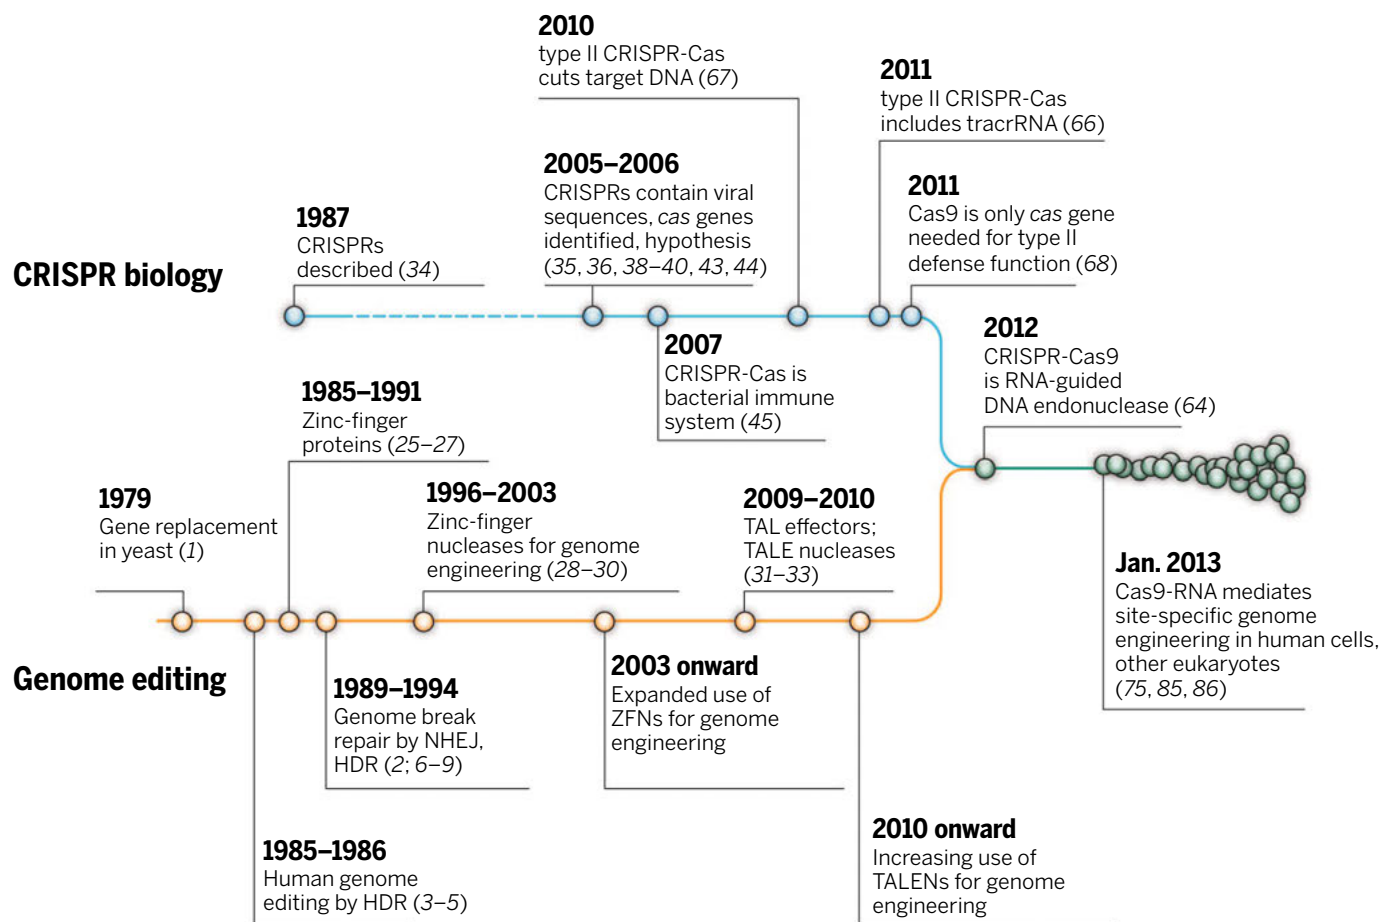 2010
type II CRISPR-Cas
cuts target DNA (67)
2011
type II CRISPR-Cas
includes tracrRNA (66)
2005–2006
CRISPRs contain viral
sequences, cas genes
identified, hypothesis
(35, 36, 38–40, 43, 44)
2011
Cas9 is only cas gene
needed for type II
defense function (68)
1987
CRISPRs
described (34)
CRISPR biology
2007
CRISPR-Cas is
bacterial immune
system (45)
2012
CRISPR-Cas9
is RNA-guided
DNA endonuclease (64)
1985–1991
Zinc-finger
proteins (25–27)
1979
Gene replacement
in yeast (1)
1996–2003
Zinc-finger
nucleases for genome
engineering (28–30)
2009–2010
TAL effectors;
TALE nucleases
(31–33)
Jan. 2013
Cas9-RNA mediates
site-specific genome
engineering in human cells,
other eukaryotes
(75, 85, 86)
Genome editing
1989–1994
Genome break
repair by NHEJ,
HDR (2; 6–9)
2003 onward
Expanded use of
ZFNs for genome
engineering
1985–1986
Human genome
editing by HDR (3–5)
2010 onward
Increasing use of
TALENs for genome
engineering